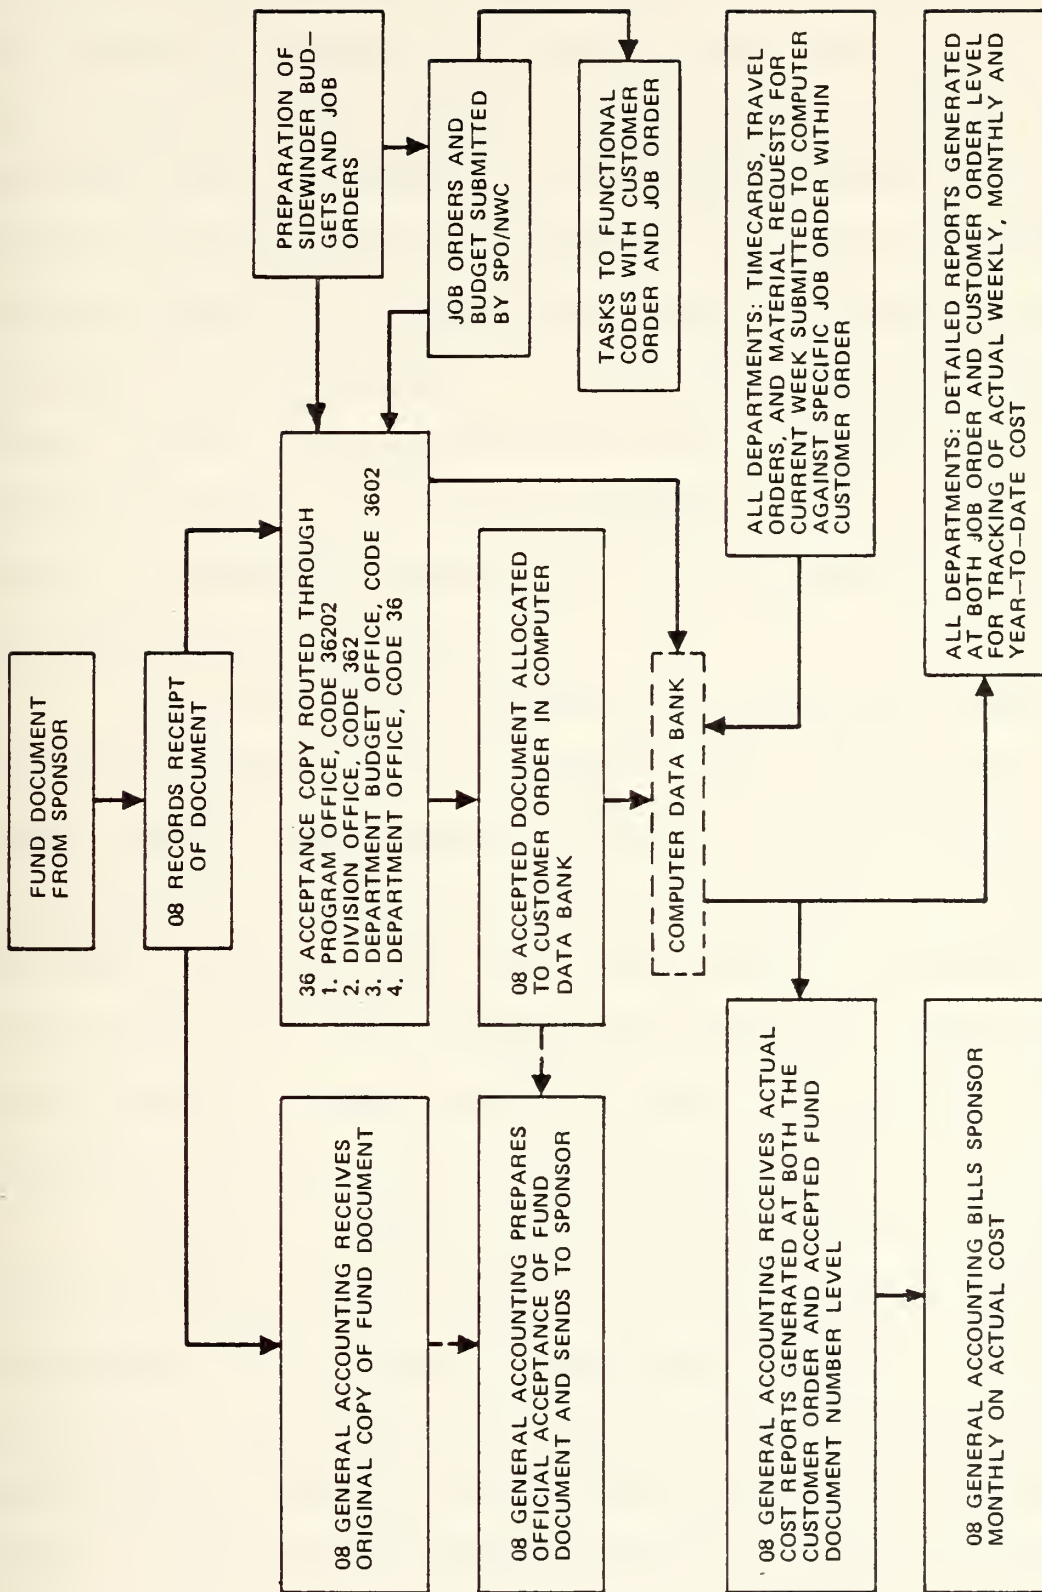 FUND DOCUMENT
FROM SPONSOR
08 RECORDS RECEIPT
OF DOCUMENT
PREPARATION OF
SIDEWINDER BUD–
GETS AND JOB
ORDERS
08 GENERAL ACCOUNTING RECEIVES
ORIGINAL COPY OF FUND DOCUMENT
36 ACCEPTANCE COPY ROUTED THROUGH
1. PROGRAM OFFICE, CODE 36202
2. DIVISION OFFICE, CODE 362
3. DEPARTMENT BUDGET OFFICE, CODE 3602
4. DEPARTMENT OFFICE, CODE 36
JOB ORDERS AND
BUDGET SUBMITTED
BY SPO/NWC
08 GENERAL ACCOUNTING PREPARES
OFFICIAL ACCEPTANCE OF FUND
DOCUMENT AND SENDS TO SPONSOR
08 ACCEPTED DOCUMENT ALLOCATED
TO CUSTOMER ORDER IN COMPUTER
DATA BANK
TASKS TO FUNCTIONAL
CODES WITH CUSTOMER
ORDER AND JOB ORDER
COMPUTER DATA BANK
08 GENERAL ACCOUNTING RECEIVES ACTUAL
COST REPORTS GENERATED AT BOTH THE
CUSTOMER ORDER AND ACCEPTED FUND
DOCUMENT NUMBER LEVEL
ALL DEPARTMENTS: TIMECARDS, TRAVEL
ORDERS, AND MATERIAL REQUESTS FOR
CURRENT WEEK SUBMITTED TO COMPUTER
AGAINST SPECIFIC JOB ORDER WITHIN
CUSTOMER ORDER
08 GENERAL ACCOUNTING BILLS SPONSOR
MONTHLY ON ACTUAL COST
ALL DEPARTMENTS: DETAILED REPORTS GENERATED
AT BOTH JOB ORDER AND CUSTOMER ORDER LEVEL
FOR TRACKING OF ACTUAL WEEKLY, MONTHLY AND
YEAR–TO–DATE COST